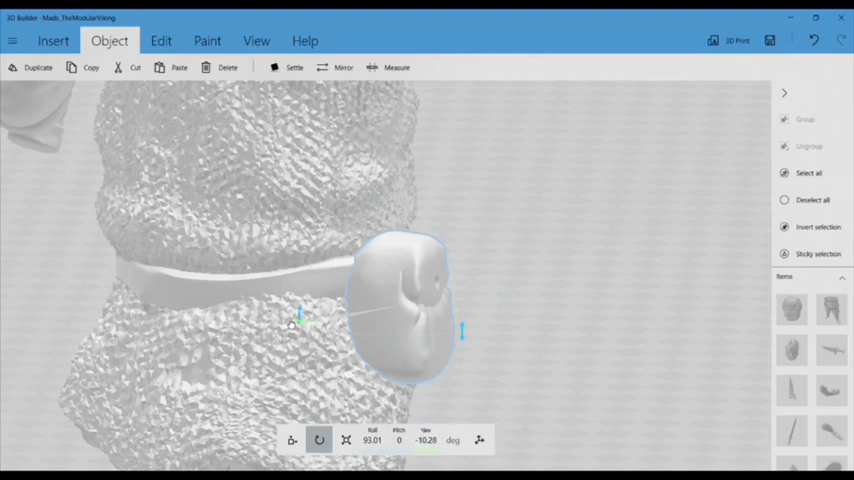 3D Builder - Mads_TheModularViking
Insert Object Edit Paint View Help 3D Print
Duplicate Copy Cut Paste Delete Settle Mirror Measure
Group
Ungroup
Select all
Deselect all
Invert selection
Sticky selection
Items
Roll Pitch Yaw
93.01 0 -10.28 deg